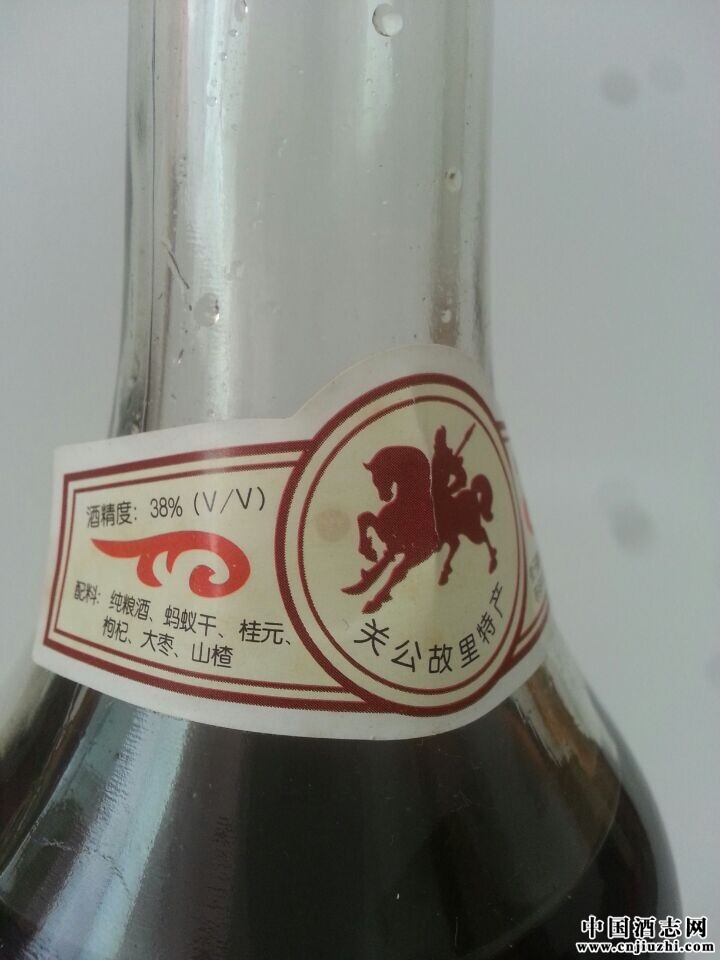 酒精度：38%（V/V）
配料：纯粮酒、蚂蚁干、桂元、
枸杞、大枣、山楂
关公故里特产
中国酒志网
www.cnjiuzhi.com